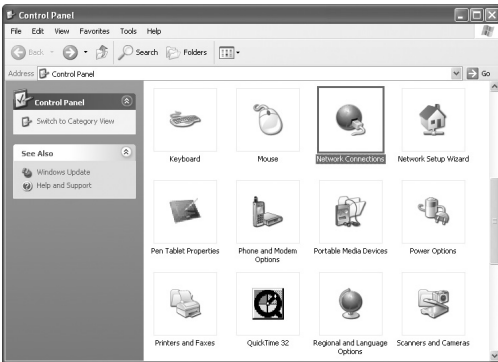 Control Panel
File Edit View Favorites Tools Help
Back Search Folders
Address Control Panel Go
Control Panel
Switch to Category View
See Also
Windows Update
Help and Support
Keyboard Mouse Network Connections Network Setup Wizard
Pen Tablet Properties Phone and Modem Options Portable Media Devices Power Options
Printers and Faxes QuickTime 32 Regional and Language Options Scanners and Cameras